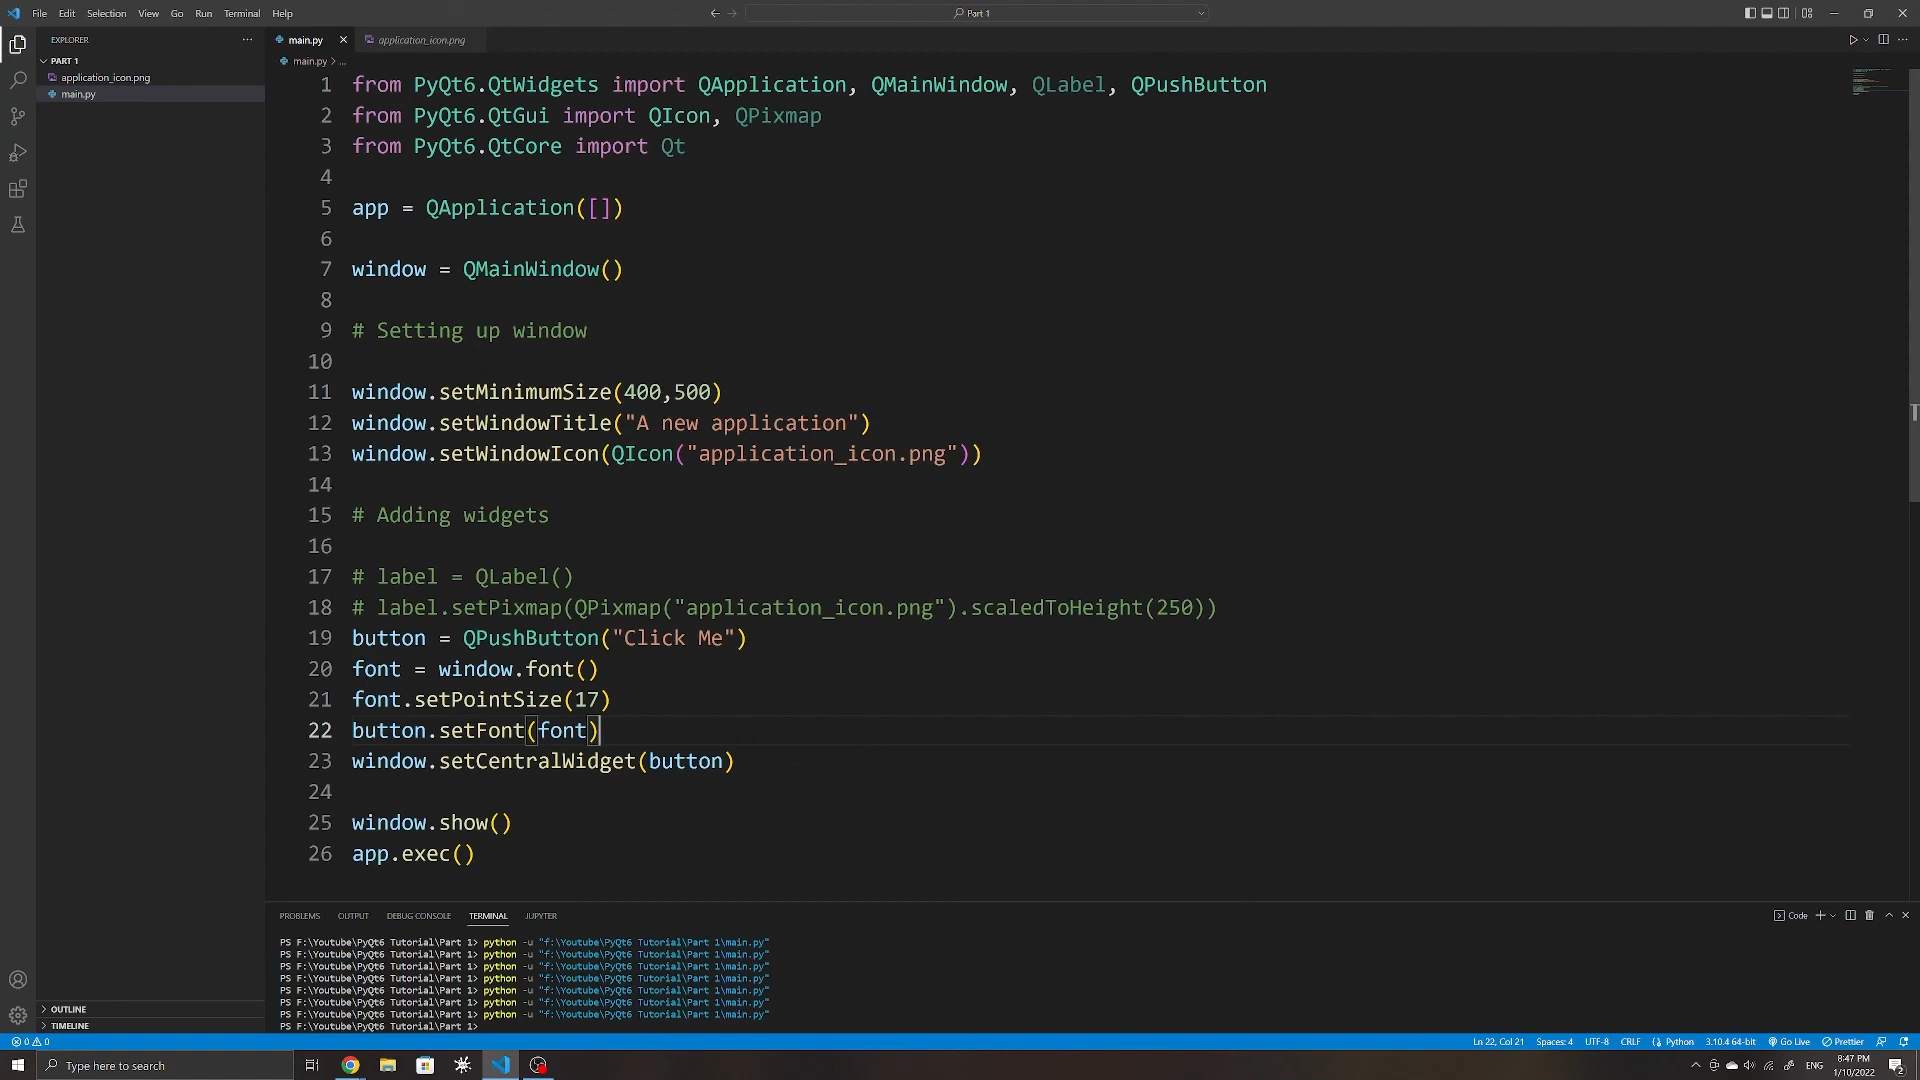 File Edit Selection View Go Run Terminal Help
Part 1
EXPLORER
main.py
application_icon.png
PART 1
main.py > ...
application_icon.png
main.py
1 from PyQt6.QtWidgets import QApplication, QMainWindow, QLabel, QPushButton
2 from PyQt6.QtGui import QIcon, QPixmap
3 from PyQt6.QtCore import Qt
4
5 app = QApplication([])
6
7 window = QMainWindow()
8
9 # Setting up window
10
11 window.setMinimumSize(400,500)
12 window.setWindowTitle("A new application")
13 window.setWindowIcon(QIcon("application_icon.png"))
14
15 # Adding widgets
16
17 # label = QLabel()
18 # label.setPixmap(QPixmap("application_icon.png").scaledToHeight(250))
19 button = QPushButton("Click Me")
20 font = window.font()
21 font.setPointSize(17)
22 button.setFont(font)
23 window.setCentralWidget(button)
24
25 window.show()
26 app.exec()
PROBLEMS OUTPUT DEBUG CONSOLE TERMINAL JUPYTER
Code
PS F:\Youtube\PyQt6 Tutorial\Part 1> python -u "f:\Youtube\PyQt6 Tutorial\Part 1\main.py"
PS F:\Youtube\PyQt6 Tutorial\Part 1> python -u "f:\Youtube\PyQt6 Tutorial\Part 1\main.py"
PS F:\Youtube\PyQt6 Tutorial\Part 1> python -u "f:\Youtube\PyQt6 Tutorial\Part 1\main.py"
PS F:\Youtube\PyQt6 Tutorial\Part 1> python -u "f:\Youtube\PyQt6 Tutorial\Part 1\main.py"
PS F:\Youtube\PyQt6 Tutorial\Part 1> python -u "f:\Youtube\PyQt6 Tutorial\Part 1\main.py"
PS F:\Youtube\PyQt6 Tutorial\Part 1> python -u "f:\Youtube\PyQt6 Tutorial\Part 1\main.py"
PS F:\Youtube\PyQt6 Tutorial\Part 1> python -u "f:\Youtube\PyQt6 Tutorial\Part 1\main.py"
PS F:\Youtube\PyQt6 Tutorial\Part 1>
OUTLINE
TIMELINE
0 0
Ln 22, Col 21 Spaces: 4 UTF-8 CRLF Python 3.10.4 64-bit Go Live Prettier
Type here to search
ENG
8:47 PM
1/10/2022
2